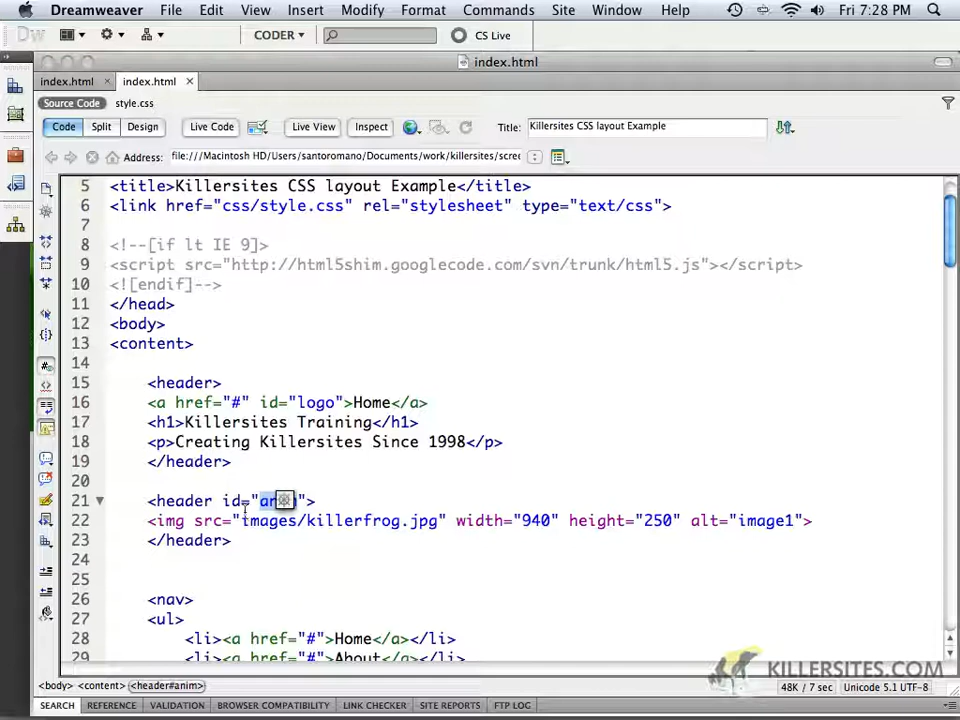 Dreamweaver File Edit View Insert Modify Format Commands Site Window Help Fri 7:28 PM
Dw CODER CS Live
index.html
index.html index.html
Source Code style.css
Code Split Design Live Code Live View Inspect Title: Killersites CSS layout Example
Address: file:///Macintosh HD/Users/santoromano/Documents/work/killersites/scree
5 <title>Killersites CSS layout Example</title>
6 <link href="css/style.css" rel="stylesheet" type="text/css">
7
8 <!--[if lt IE 9]>
9 <script src="http://html5shim.googlecode.com/svn/trunk/html5.js"></script>
10 <![endif]-->
11 </head>
12 <body>
13 <content>
14
15 <header>
16 <a href="#" id="logo">Home</a>
17 <h1>Killersites Training</h1>
18 <p>Creating Killersites Since 1998</p>
19 </header>
20
21 <header id="anim">
22 <img src="images/killerfrog.jpg" width="940" height="250" alt="image1">
23 </header>
24
25
26 <nav>
27 <ul>
28 <li><a href="#">Home</a></li>
29 <li><a href="#">About</a></li>
KILLERSITES.COM
<body> <content> <header#anim> 48K / 7 sec Unicode 5.1 UTF-8
SEARCH REFERENCE VALIDATION BROWSER COMPATIBILITY LINK CHECKER SITE REPORTS FTP LOG